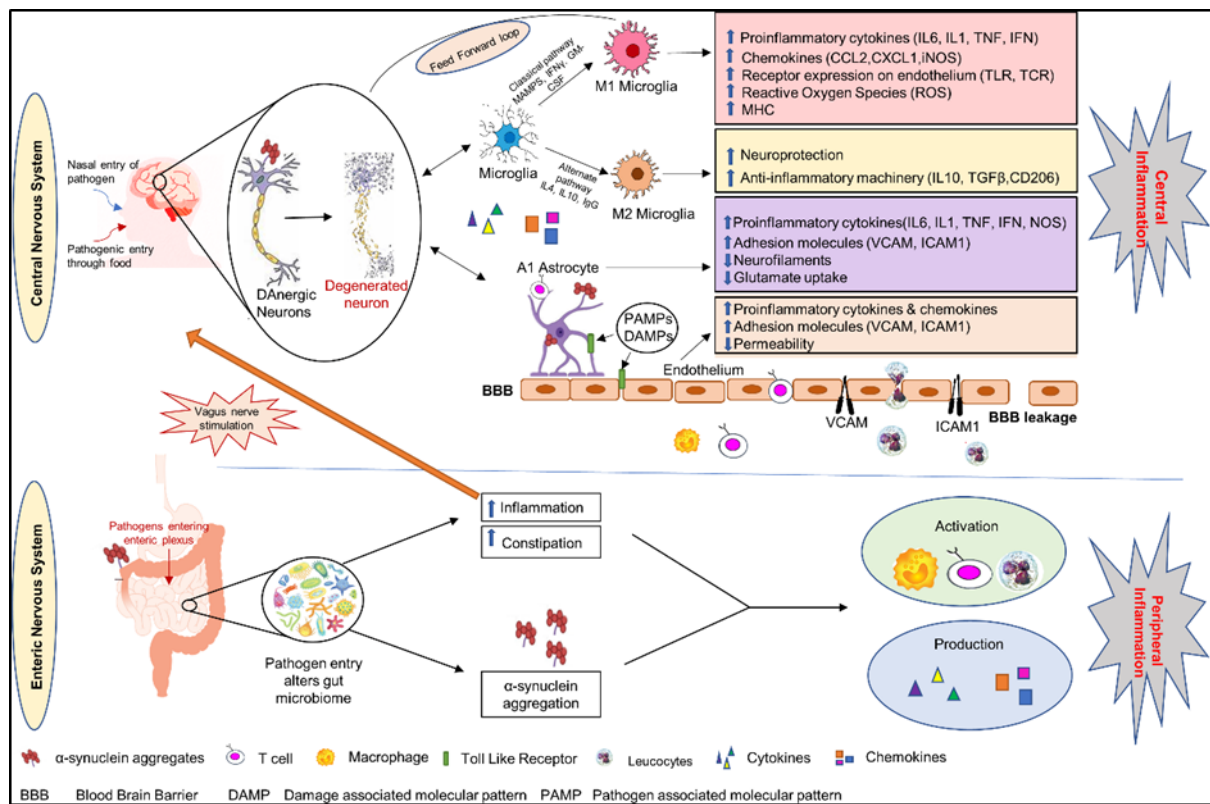 Central Nervous System
Nasal entry of
pathogen
Pathogenic entry
through food
DAnergic
Neurons
Degenerated
neuron
Feed Forward loop
Classical pathway
MAMPS, IFNγ, GM-
CSF
M1 Microglia
Microglia
Alternate
pathway
IL4, IL10, IgG
M2 Microglia
A1 Astrocyte
PAMPs
DAMPs
Endothelium
BBB
VCAM
ICAM1
BBB leakage
Proinflammatory cytokines (IL6, IL1, TNF, IFN)
Chemokines (CCL2,CXCL1,iNOS)
Receptor expression on endothelium (TLR, TCR)
Reactive Oxygen Species (ROS)
MHC
Neuroprotection
Anti-inflammatory machinery (IL10, TGFβ,CD206)
Proinflammatory cytokines(IL6, IL1, TNF, IFN, NOS)
Adhesion molecules (VCAM, ICAM1)
Neurofilaments
Glutamate uptake
Proinflammatory cytokines & chemokines
Adhesion molecules (VCAM, ICAM1)
Permeability
Central
Inflammation
Vagus nerve
stimulation
Enteric Nervous System
Pathogens entering
enteric plexus
Pathogen entry
alters gut
microbiome
Inflammation
Constipation
α-synuclein
aggregation
Activation
Production
Peripheral
Inflammation
α-synuclein aggregates
T cell
Macrophage
Toll Like Receptor
Leucocytes
Cytokines
Chemokines
BBB Blood Brain Barrier DAMP Damage associated molecular pattern PAMP Pathogen associated molecular pattern